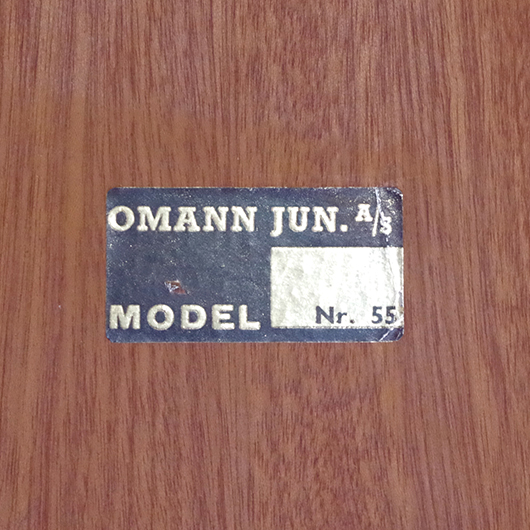 OMANN JUN. A/S
MODEL Nr. 55